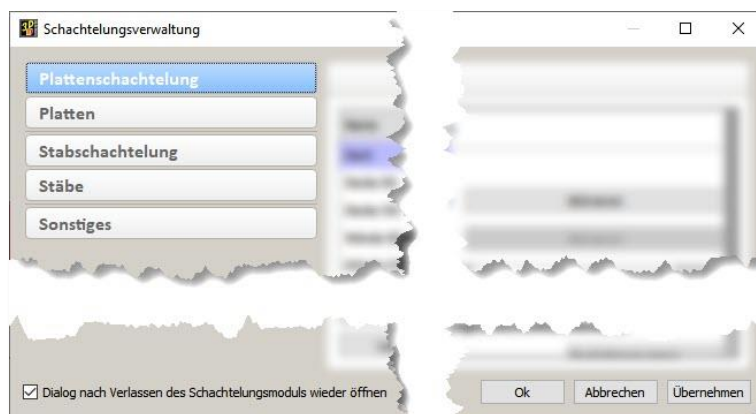 Schachtelungsverwaltung
Plattenschachtelung
Platten
Stabschachtelung
Stäbe
Sonstiges
Dialog nach Verlassen des Schachtelungsmoduls wieder öffnen
Ok
Abbrechen
Übernehmen